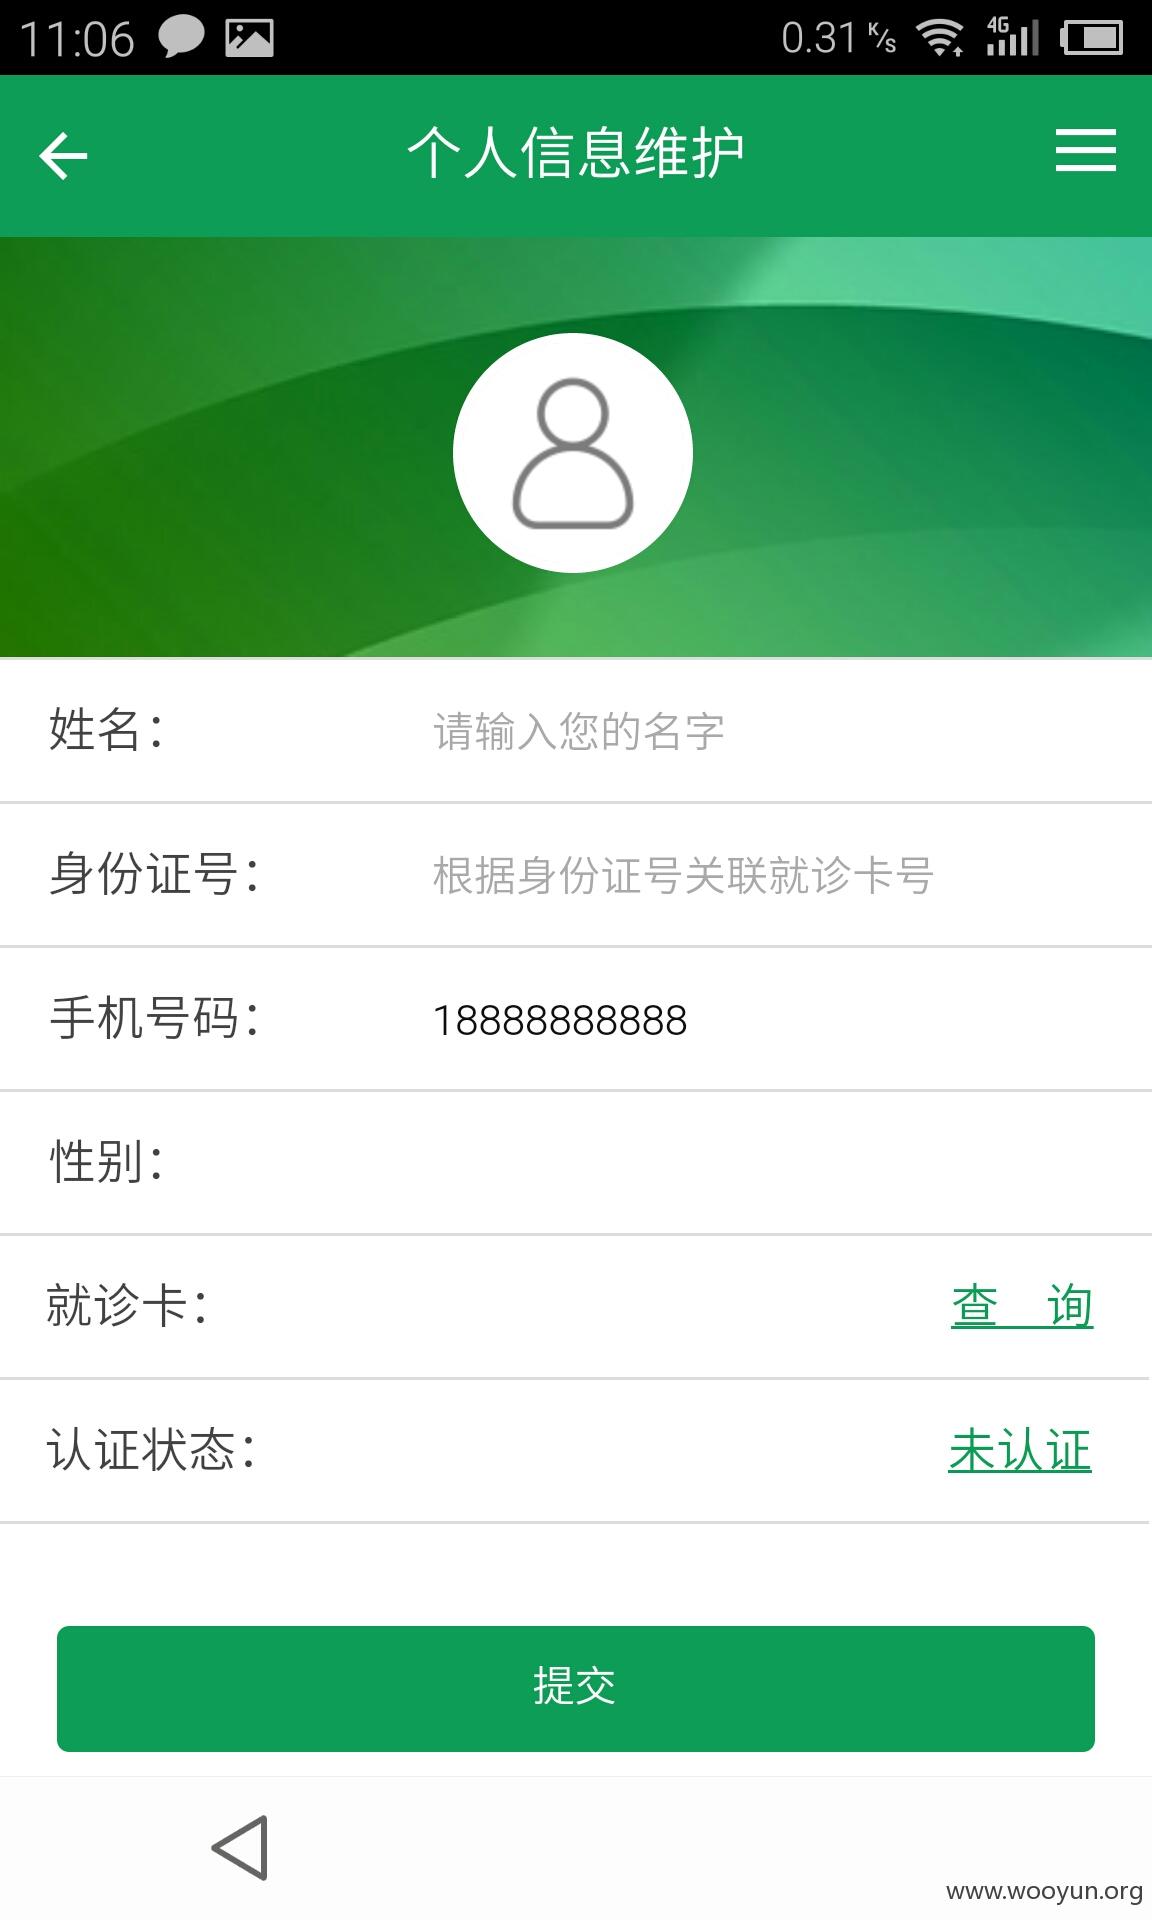 11:06 0.31 K/s 4G
个人信息维护
姓名： 请输入您的名字
身份证号： 根据身份证号关联就诊卡号
手机号码： 18888888888
性别：
就诊卡： 查 询
认证状态： 未认证
提交
www.wooyun.org